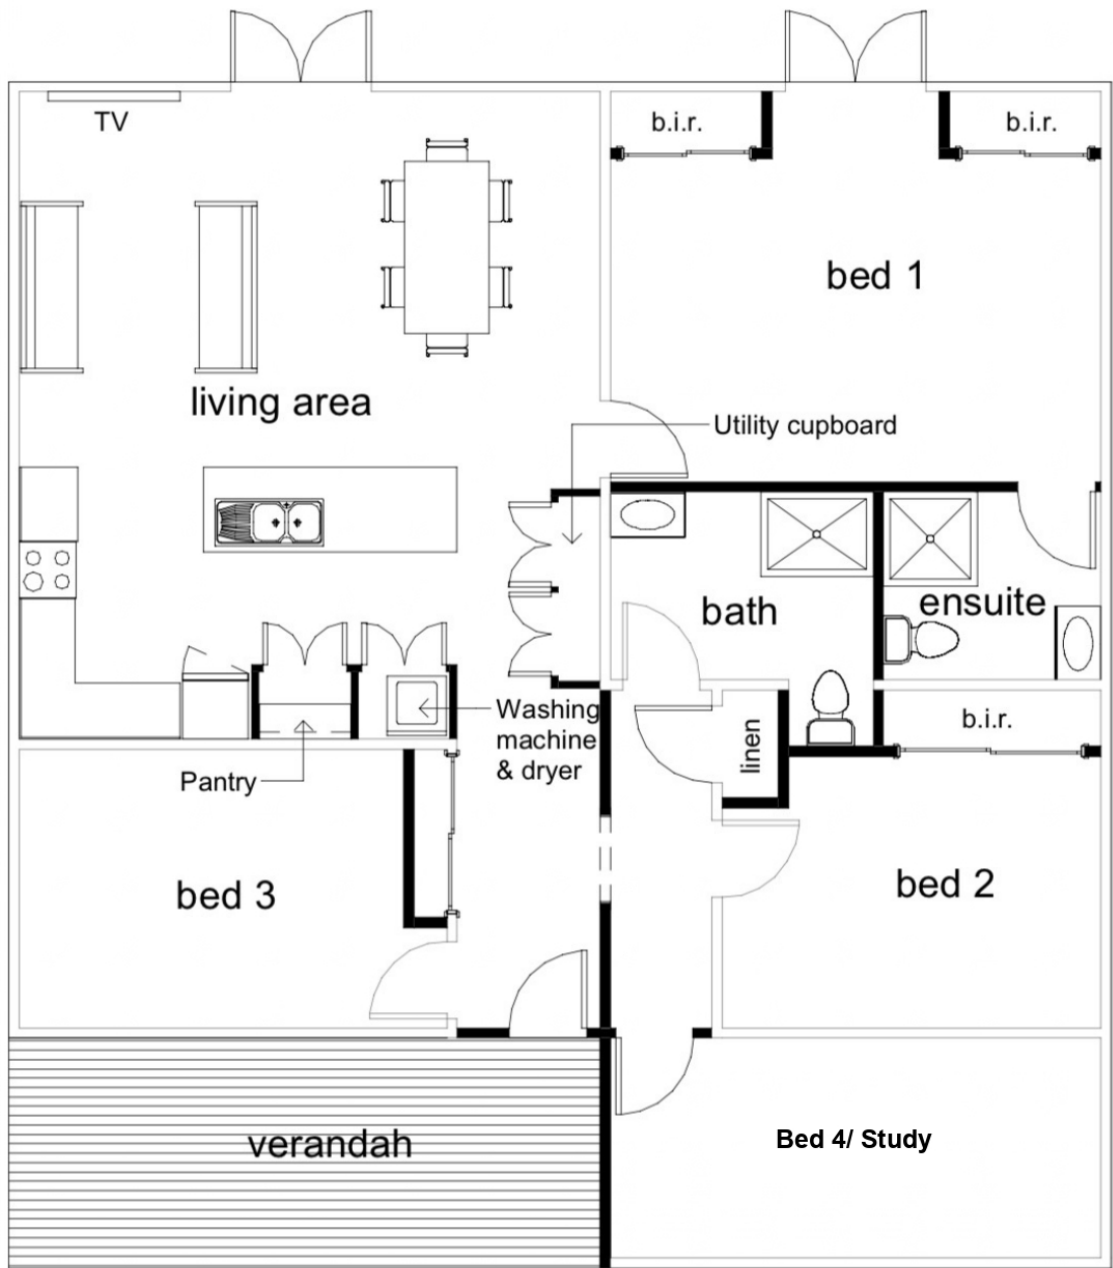 TV
b.i.r.
b.i.r.
bed 1
living area
Utility cupboard
bath
ensuite
Washing
machine
& dryer
linen
b.i.r.
Pantry
bed 3
bed 2
verandah
Bed 4/ Study